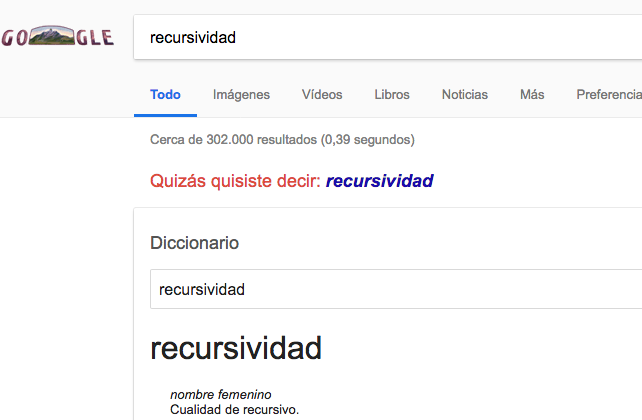 GOOGLE
recursividad
Todo Imágenes Vídeos Libros Noticias Más Preferencia
Cerca de 302.000 resultados (0,39 segundos)
Quizás quisiste decir: recursividad
Diccionario
recursividad
recursividad
nombre femenino
Cualidad de recursivo.